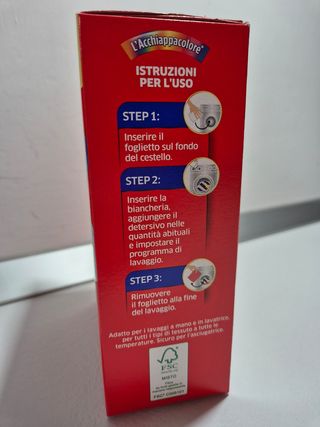 L'Acchiappacolore®
ISTRUZIONI
PER L'USO
STEP 1:
Inserire il
foglietto sul fondo
del cestello.
STEP 2:
Inserire la
biancheria,
aggiungere il
detersivo nelle
quantità abituali
e impostare il
programma di
lavaggio.
STEP 3:
Rimuovere
il foglietto alla fine
del lavaggio.
Adatto per i lavaggi a mano e in lavatrice,
per tutti i tipi di tessuto a tutte le
temperature. Sicuro per l'asciugatrice.
FSC
MISTO